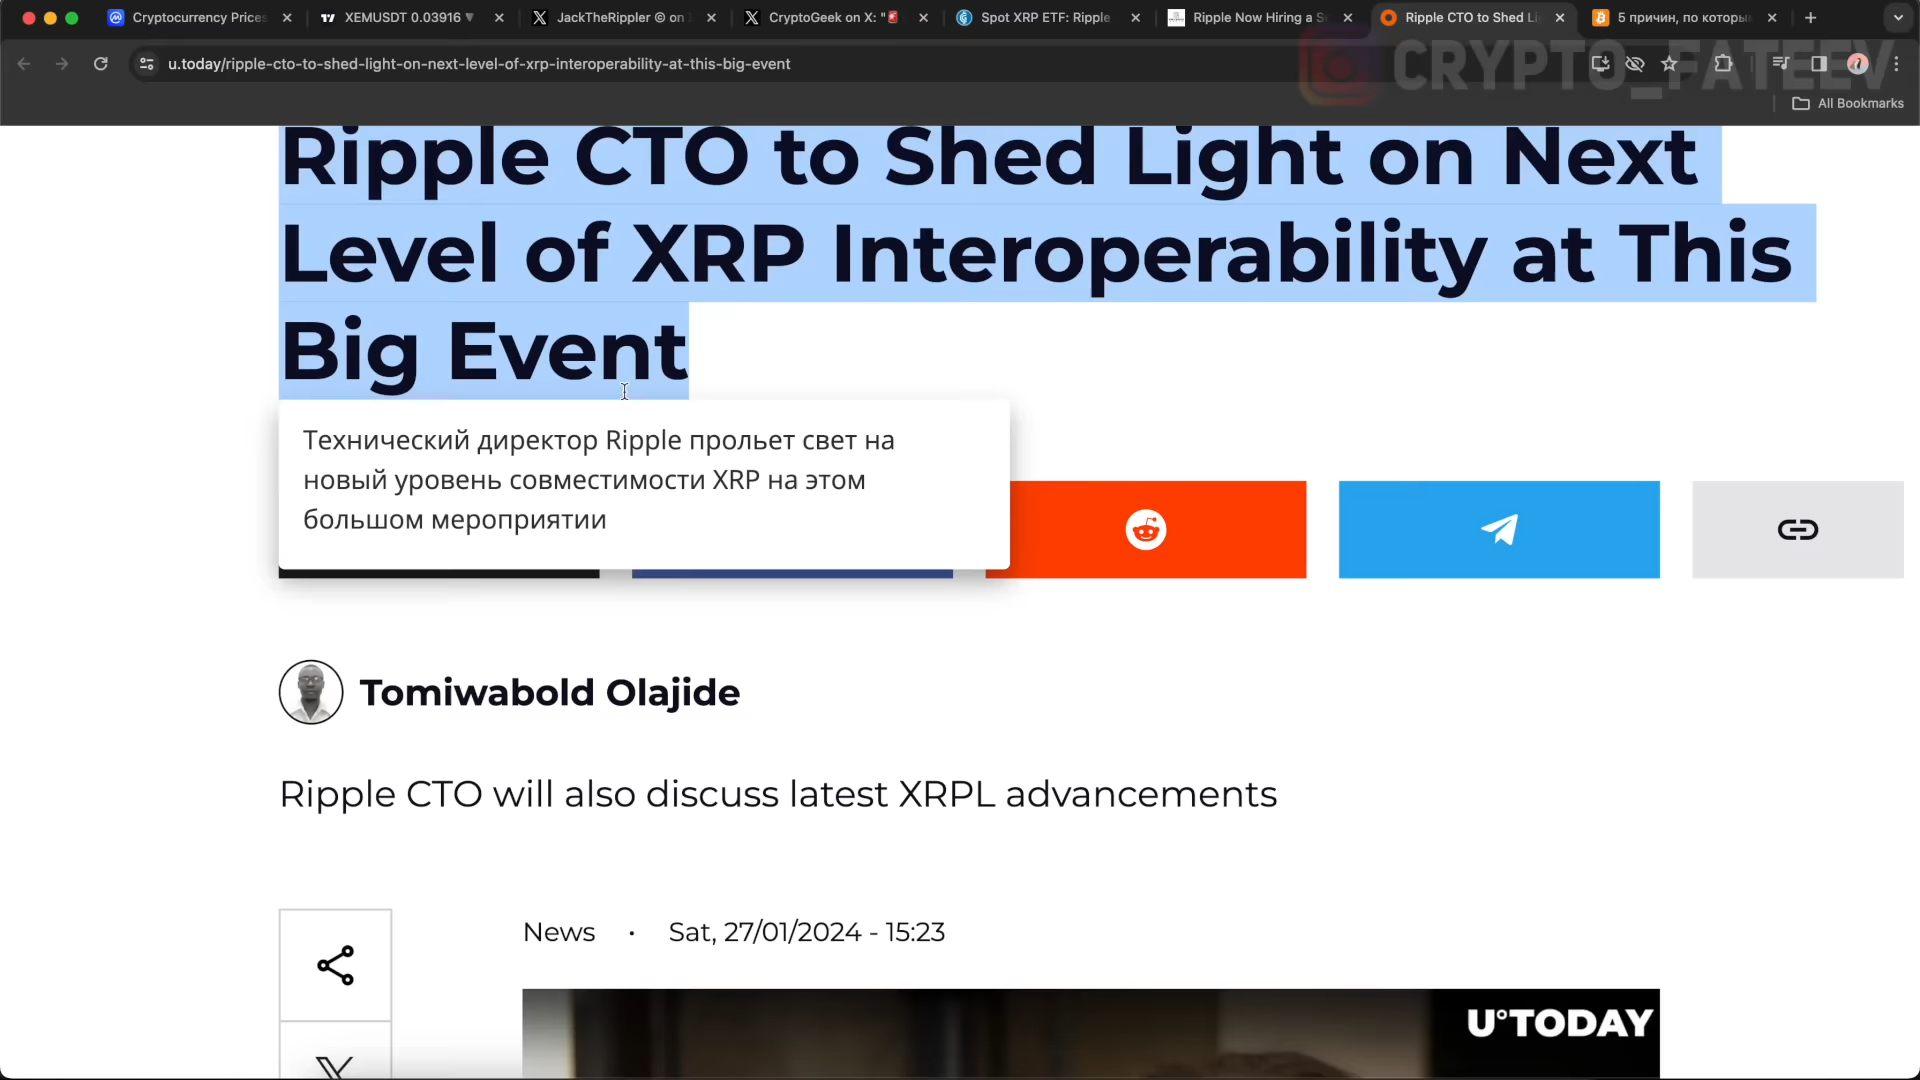 Cryptocurrency Prices
XEMUSDT 0.03916 ▼
JackTheRippler © on
CryptoGeek on X: "🚨
Spot XRP ETF: Ripple
Ripple Now Hiring a S
Ripple CTO to Shed Li
5 причин, по которы
u.today/ripple-cto-to-shed-light-on-next-level-of-xrp-interoperability-at-this-big-event
CRYPTO_FATEEV
All Bookmarks
Ripple CTO to Shed Light on Next
Level of XRP Interoperability at This
Big Event
Технический директор Ripple прольет свет на
новый уровень совместимости XRP на этом
большом мероприятии
Tomiwabold Olajide
Ripple CTO will also discuss latest XRPL advancements
News • Sat, 27/01/2024 - 15:23
U°TODAY